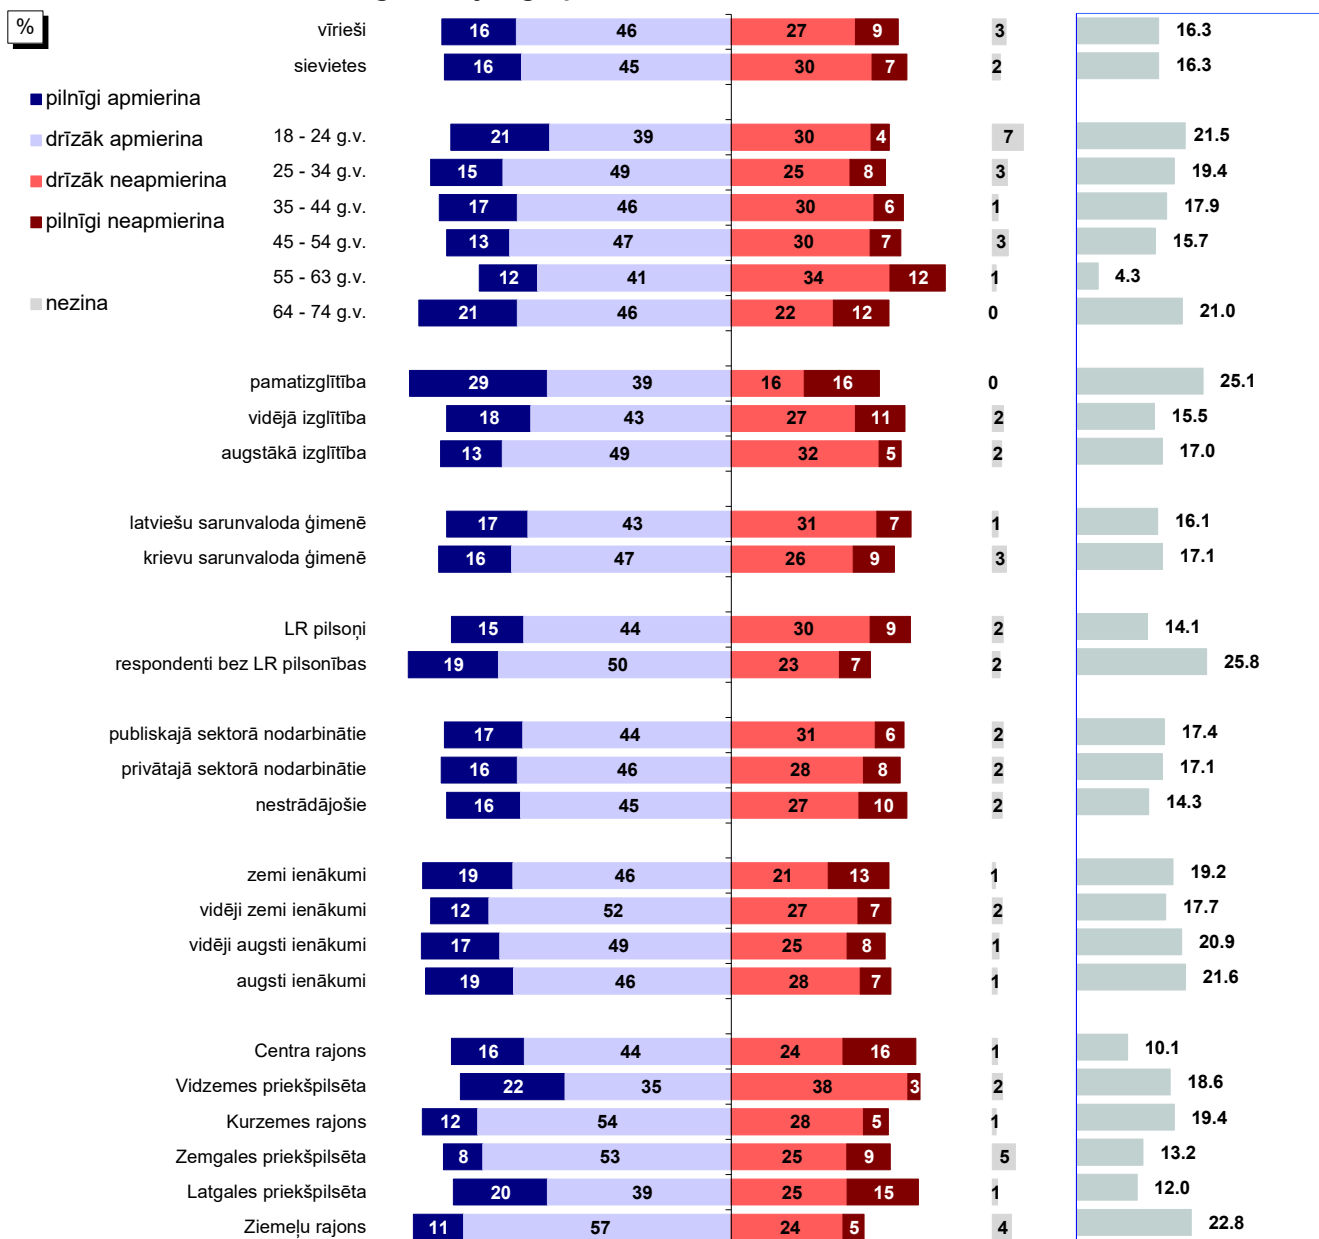 %
vīrieši 16 46 27 9 3 16.3
sievietes 16 45 30 7 2 16.3
pilnīgi apmierina
drīzāk apmierina
drīzāk neapmierina
pilnīgi neapmierina
nezina
18 - 24 g.v. 21 39 30 4 7 21.5
25 - 34 g.v. 15 49 25 8 3 19.4
35 - 44 g.v. 17 46 30 6 1 17.9
45 - 54 g.v. 13 47 30 7 3 15.7
55 - 63 g.v. 12 41 34 12 1 4.3
64 - 74 g.v. 21 46 22 12 0 21.0
pamatizglītība 29 39 16 16 0 25.1
vidējā izglītība 18 43 27 11 2 15.5
augstākā izglītība 13 49 32 5 2 17.0
latviešu sarunvaloda ģimenē 17 43 31 7 1 16.1
krievu sarunvaloda ģimenē 16 47 26 9 3 17.1
LR pilsoņi 15 44 30 9 2 14.1
respondenti bez LR pilsonības 19 50 23 7 2 25.8
publiskajā sektorā nodarbinātie 17 44 31 6 2 17.4
privātajā sektorā nodarbinātie 16 46 28 8 2 17.1
nestrādājošie 16 45 27 10 2 14.3
zemi ienākumi 19 46 21 13 1 19.2
vidēji zemi ienākumi 12 52 27 7 2 17.7
vidēji augsti ienākumi 17 49 25 8 1 20.9
augsti ienākumi 19 46 28 7 1 21.6
Centra rajons 16 44 24 16 1 10.1
Vidzemes priekšpilsēta 22 35 38 3 2 18.6
Kurzemes rajons 12 54 28 5 1 19.4
Zemgales priekšpilsēta 8 53 25 9 5 13.2
Latgales priekšpilsēta 20 39 25 15 1 12.0
Ziemeļu rajons 11 57 24 5 4 22.8